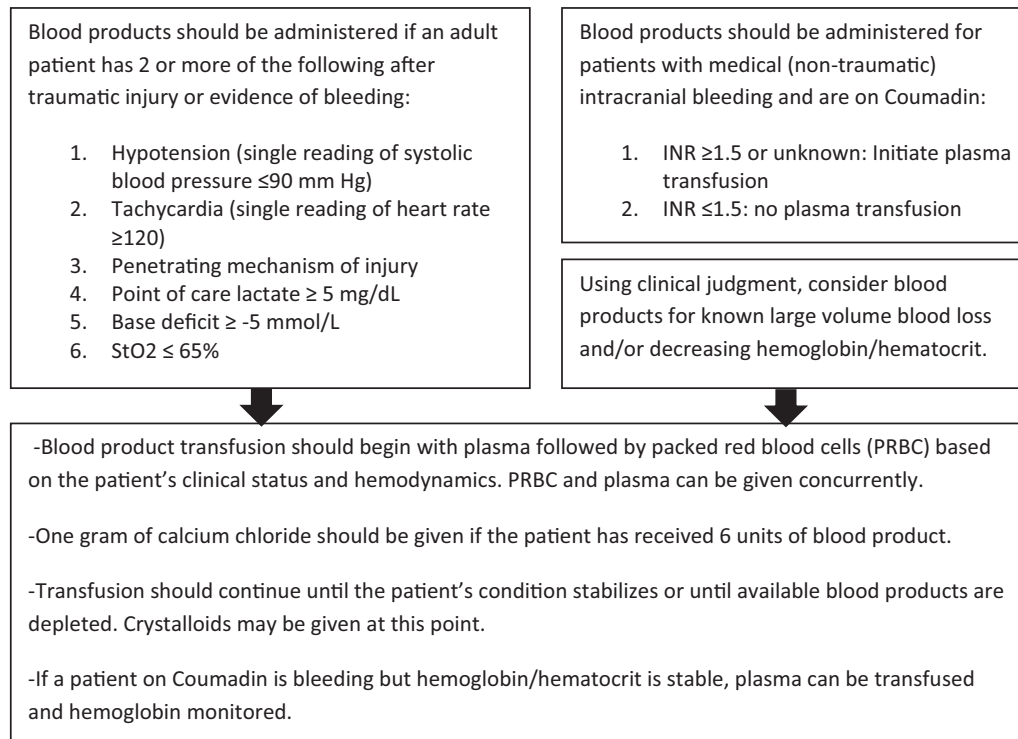 Blood products should be administered if an adult
patient has 2 or more of the following after
traumatic injury or evidence of bleeding:
1. Hypotension (single reading of systolic
blood pressure ≤90 mm Hg)
2. Tachycardia (single reading of heart rate
≥120)
3. Penetrating mechanism of injury
4. Point of care lactate ≥ 5 mg/dL
5. Base deficit ≥ -5 mmol/L
6. StO2 ≤ 65%
Blood products should be administered for
patients with medical (non-traumatic)
intracranial bleeding and are on Coumadin:
1. INR ≥1.5 or unknown: Initiate plasma
transfusion
2. INR ≤1.5: no plasma transfusion
Using clinical judgment, consider blood
products for known large volume blood loss
and/or decreasing hemoglobin/hematocrit.
-Blood product transfusion should begin with plasma followed by packed red blood cells (PRBC) based
on the patient's clinical status and hemodynamics. PRBC and plasma can be given concurrently.
-One gram of calcium chloride should be given if the patient has received 6 units of blood product.
-Transfusion should continue until the patient's condition stabilizes or until available blood products are
depleted. Crystalloids may be given at this point.
-If a patient on Coumadin is bleeding but hemoglobin/hematocrit is stable, plasma can be transfused
and hemoglobin monitored.